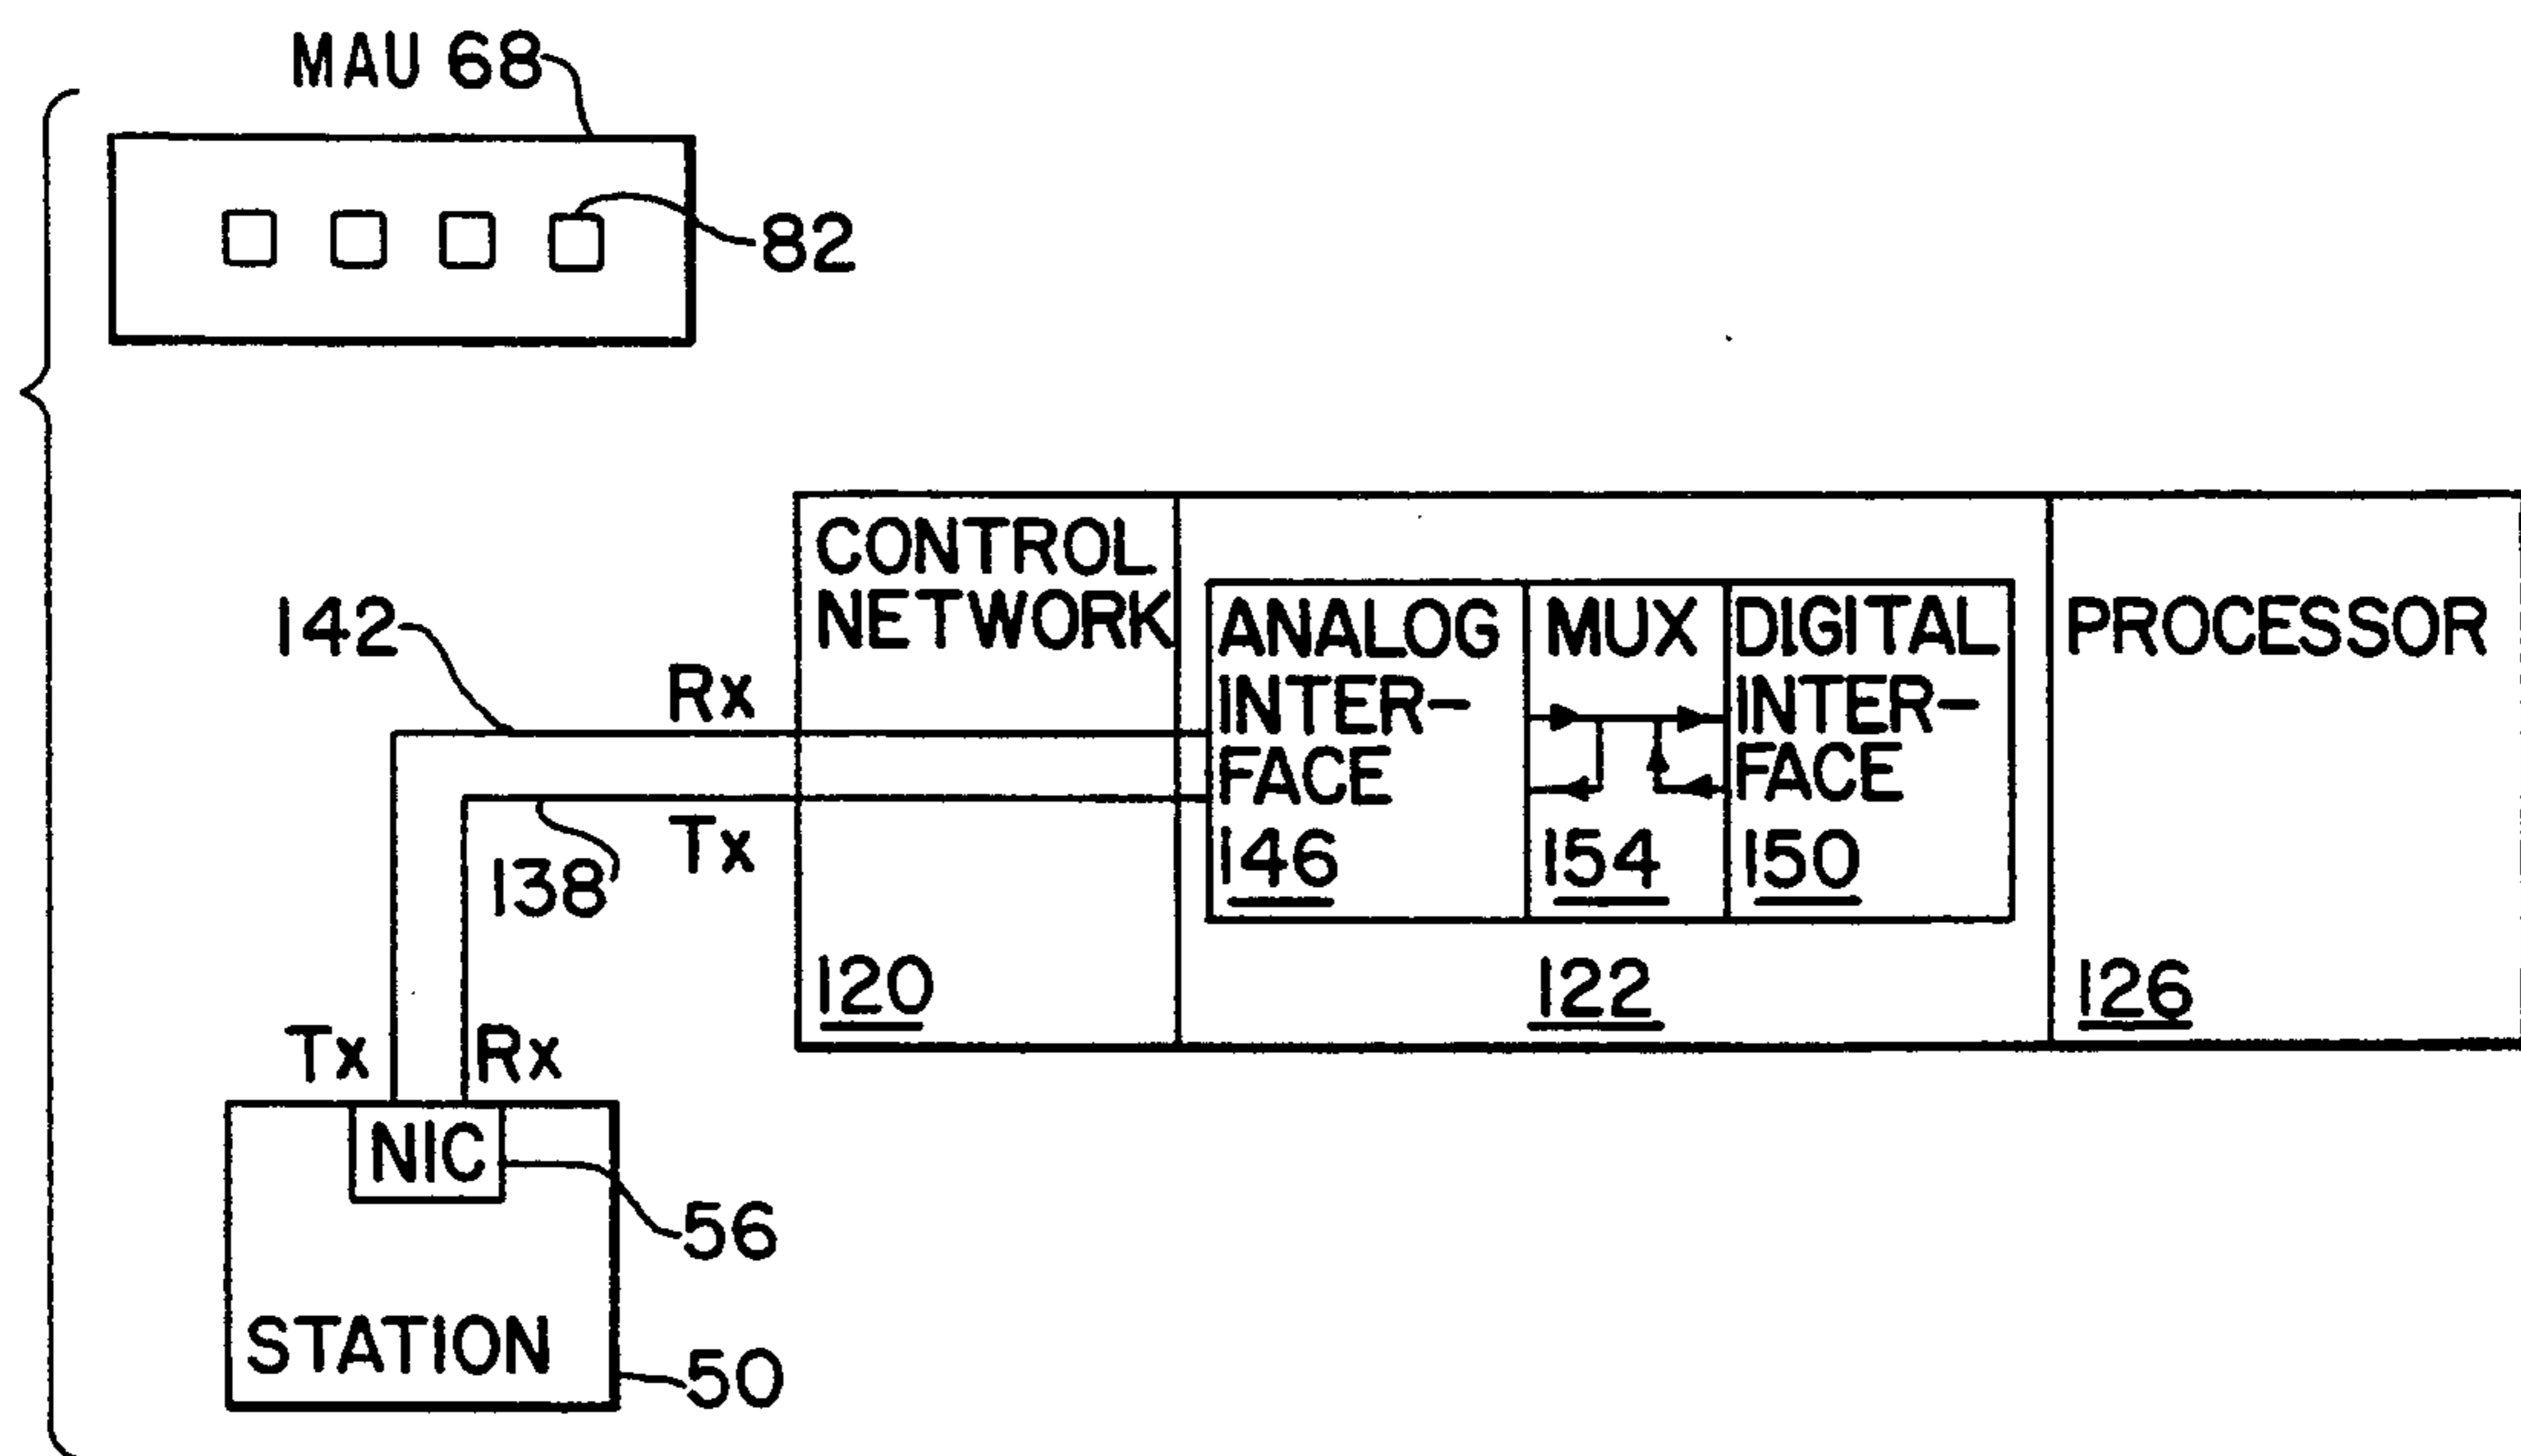 MAU 68
82
CONTROL
NETWORK
ANALOG
INTER-
FACE
146
MUX
154
DIGITAL
INTER-
FACE
150
PROCESSOR
142
Rx
138
Tx
120
122
126
Tx
Rx
NIC
56
STATION
50